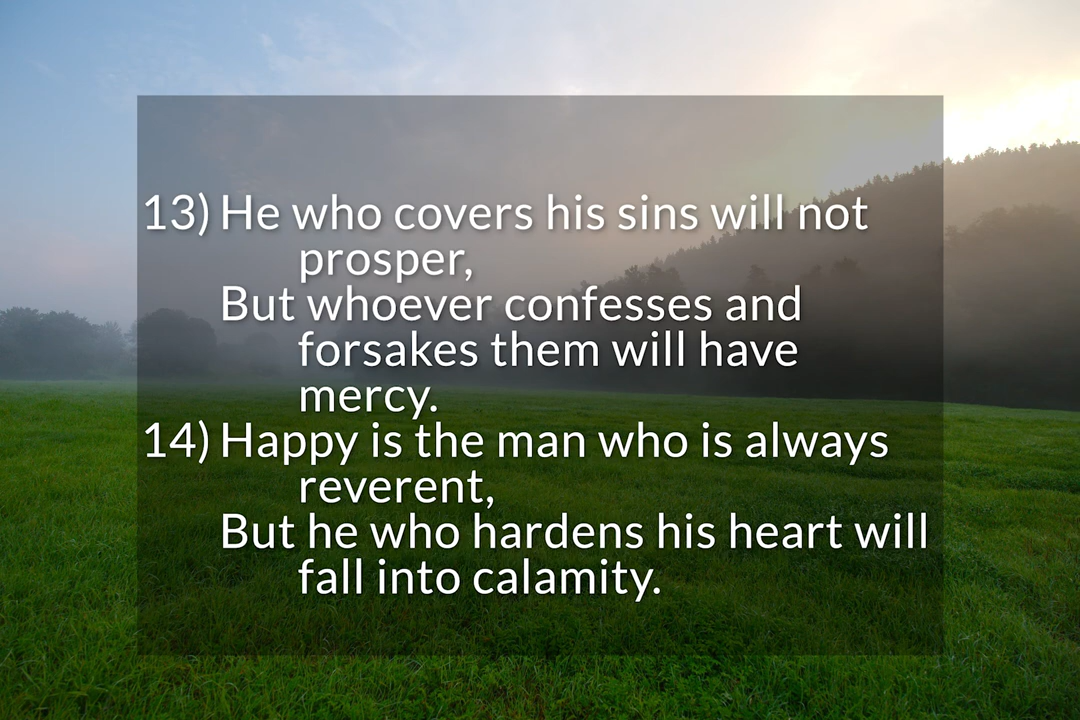 13) He who covers his sins will not
prosper,
But whoever confesses and
forsakes them will have
mercy.
14) Happy is the man who is always
reverent,
But he who hardens his heart will
fall into calamity.